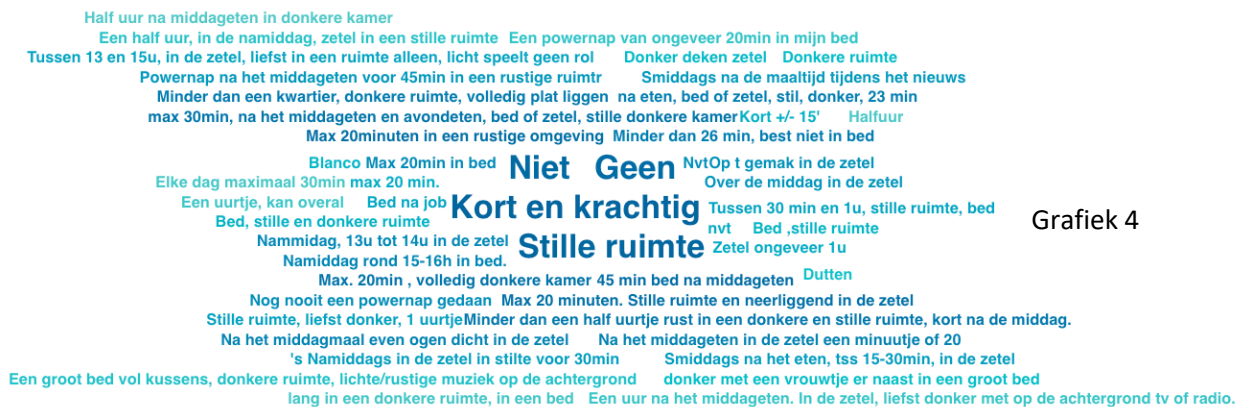 Half uur na middageten in donkere kamer
Een half uur, in de namiddag, zetel in een stille ruimte Een powernap van ongeveer 20min in mijn bed
Tussen 13 en 15u, in de zetel, liefst in een ruimte alleen, licht speelt geen rol Donker deken zetel Donkere ruimte
Powernap na het middageten voor 45min in een rustige ruimtr Smiddags na de maaltijd tijdens het nieuws
Minder dan een kwartier, donkere ruimte, volledig plat liggen na eten, bed of zetel, stil, donker, 23 min
max 30min, na het middageten en avondeten, bed of zetel, stille donkere kamer Kort +/- 15' Halfuur
Max 20minuten in een rustige omgeving Minder dan 26 min, best niet in bed
Blanco Max 20min in bed Niet Geen Nvt Op t gemak in de zetel
Elke dag maximaal 30min max 20 min. Over de middag in de zetel
Een uurtje, kan overal Bed na job Kort en krachtig Tussen 30 min en 1u, stille ruimte, bed
Bed, stille en donkere ruimte nvt Bed ,stille ruimte
Grafiek 4
Nammidag, 13u tot 14u in de zetel Stille ruimte Zetel ongeveer 1u
Namiddag rond 15-16h in bed.
Max. 20min , volledig donkere kamer 45 min bed na middageten Dutten
Nog nooit een powernap gedaan Max 20 minuten. Stille ruimte en neerliggend in de zetel
Stille ruimte, liefst donker, 1 uurtje Minder dan een half uurtje rust in een donkere en stille ruimte, kort na de middag.
Na het middagmaal even ogen dicht in de zetel Na het middageten in de zetel een minuutje of 20
's Namiddags in de zetel in stilte voor 30min Smiddags na het eten, tss 15-30min, in de zetel
Een groot bed vol kussens, donkere ruimte, lichte/rustige muziek op de achtergrond donker met een vrouwtje er naast in een groot bed
lang in een donkere ruimte, in een bed Een uur na het middageten. In de zetel, liefst donker met op de achtergrond tv of radio.